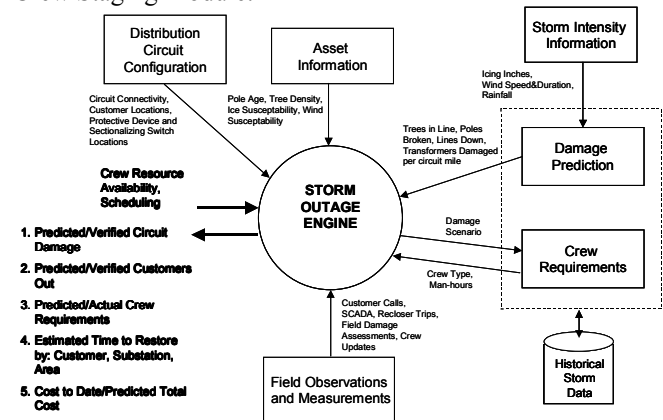 Crew Staging Module.
Distribution
Circuit
Configuration
Asset
Information
Storm Intensity
Information
Circuit Connectivity,
Customer Locations,
Protective Device and
Sectionalizing Switch
Locations
Pole Age, Tree Density,
Ice Susceptability, Wind
Susceptability
Icing Inches,
Wind Speed&Duration,
Rainfall
Trees in Line, Poles
Broken, Lines Down,
Transformers Damaged
per circuit mile
Damage
Prediction
Crew Resource
Availability,
Scheduling
STORM
OUTAGE
ENGINE
Damage
Scenario
Crew
Requirements
Crew Type,
Man-hours
1. Predicted/Verified Circuit
Damage
2. Predicted/Verified Customers
Out
3. Predicted/Actual Crew
Requirements
4. Estimated Time to Restore
by: Customer, Substation,
Area
5. Cost to Date/Predicted Total
Cost
Customer Calls,
SCADA, Recloser Trips,
Field Damage
Assessments, Crew
Updates
Field Observations
and Measurements
Historical
Storm
Data